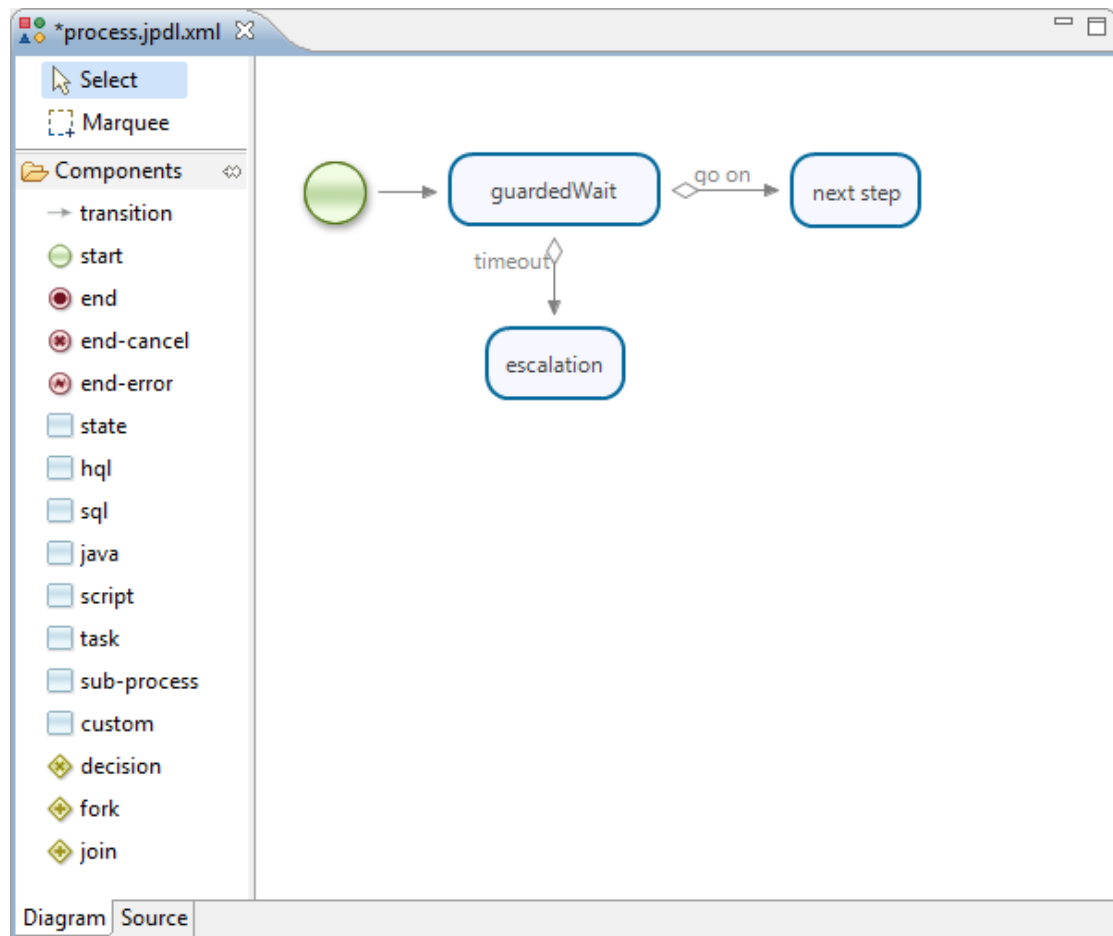 *process.jpdl.xml
Select
Marquee
Components
transition
start
end
end-cancel
end-error
state
hql
sql
java
script
task
sub-process
custom
decision
fork
join
guardedWait
go on
next step
timeout
escalation
Diagram Source